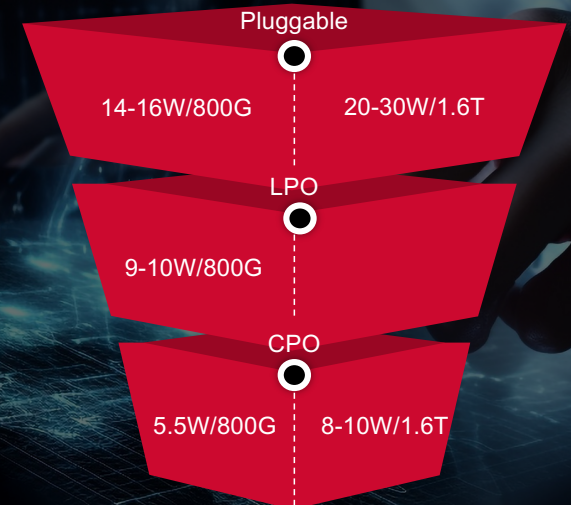 Pluggable
14-16W/800G
20-30W/1.6T
LPO
9-10W/800G
CPO
5.5W/800G
8-10W/1.6T